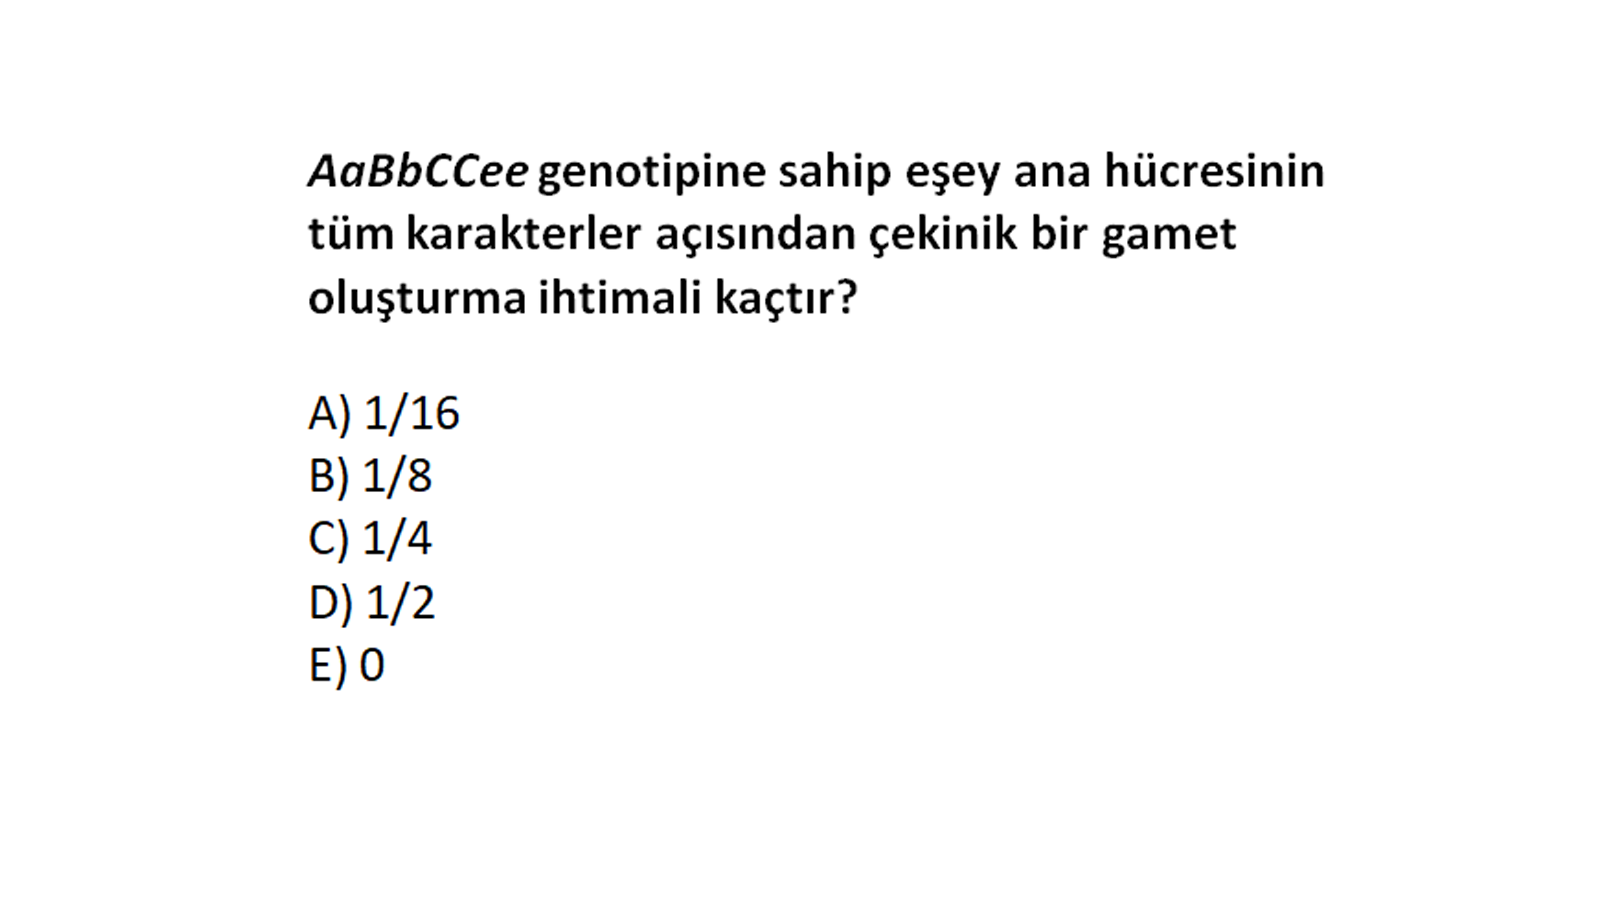 AaBbCCee genotipine sahip eşey ana hücresinin
tüm karakterler açısından çekinik bir gamet
oluşturma ihtimali kaçtır?
A) 1/16
B) 1/8
C) 1/4
D) 1/2
E) 0